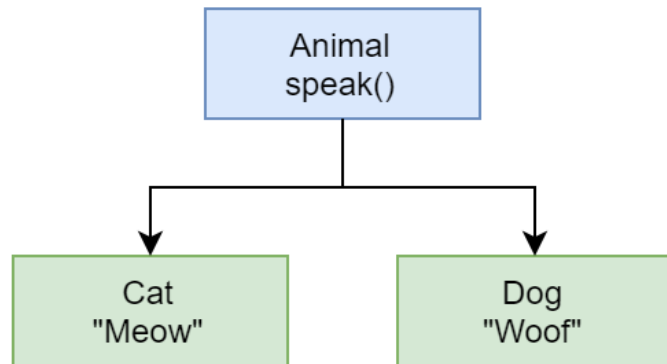 Animal
speak()
Cat
"Meow"
Dog
"Woof"